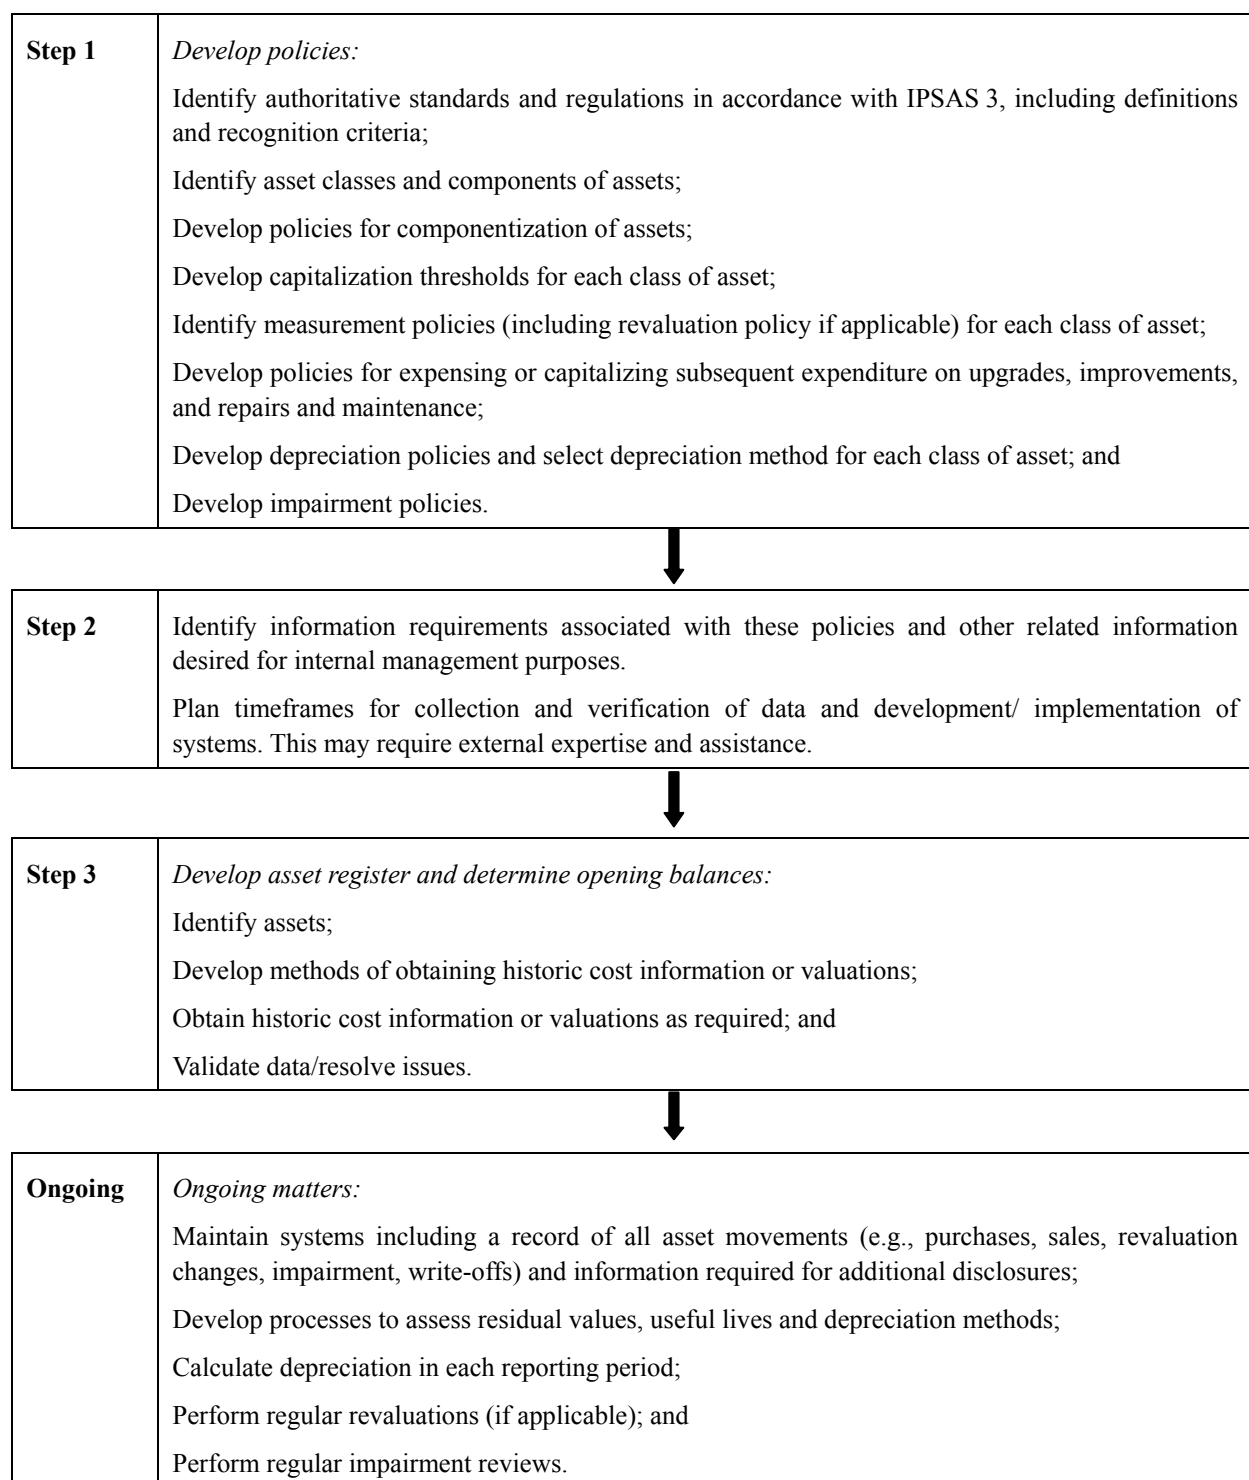 Step 1
Develop policies:
Identify authoritative standards and regulations in accordance with IPSAS 3, including definitions
and recognition criteria;
Identify asset classes and components of assets;
Develop policies for componentization of assets;
Develop capitalization thresholds for each class of asset;
Identify measurement policies (including revaluation policy if applicable) for each class of asset;
Develop policies for expensing or capitalizing subsequent expenditure on upgrades, improvements,
and repairs and maintenance;
Develop depreciation policies and select depreciation method for each class of asset; and
Develop impairment policies.
Step 2
Identify information requirements associated with these policies and other related information
desired for internal management purposes.
Plan timeframes for collection and verification of data and development/ implementation of
systems. This may require external expertise and assistance.
Step 3
Develop asset register and determine opening balances:
Identify assets;
Develop methods of obtaining historic cost information or valuations;
Obtain historic cost information or valuations as required; and
Validate data/resolve issues.
Ongoing
Ongoing matters:
Maintain systems including a record of all asset movements (e.g., purchases, sales, revaluation
changes, impairment, write-offs) and information required for additional disclosures;
Develop processes to assess residual values, useful lives and depreciation methods;
Calculate depreciation in each reporting period;
Perform regular revaluations (if applicable); and
Perform regular impairment reviews.